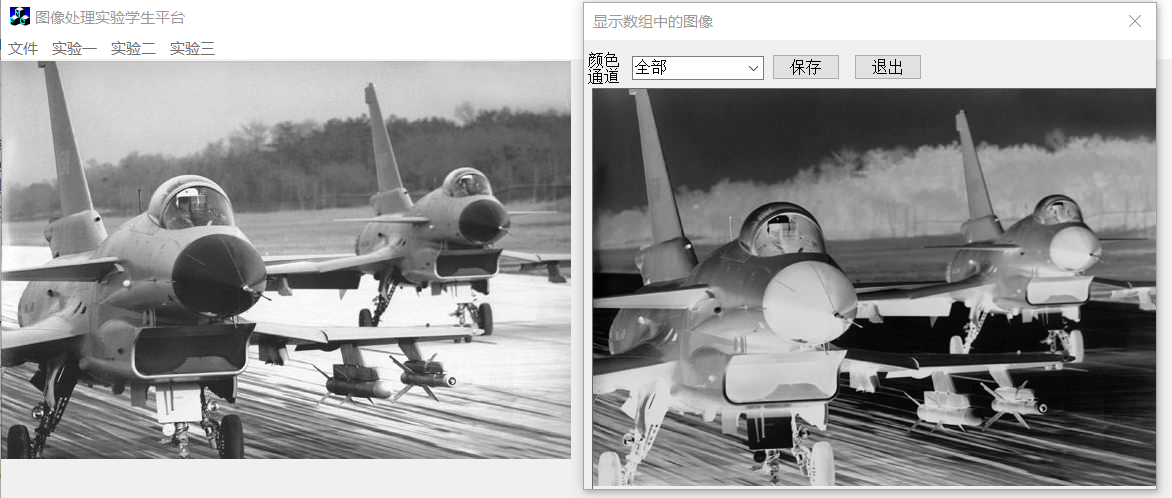 图像处理实验学生平台
文件 实验一 实验二 实验三
显示数组中的图像
颜色
通道
全部
保存
退出